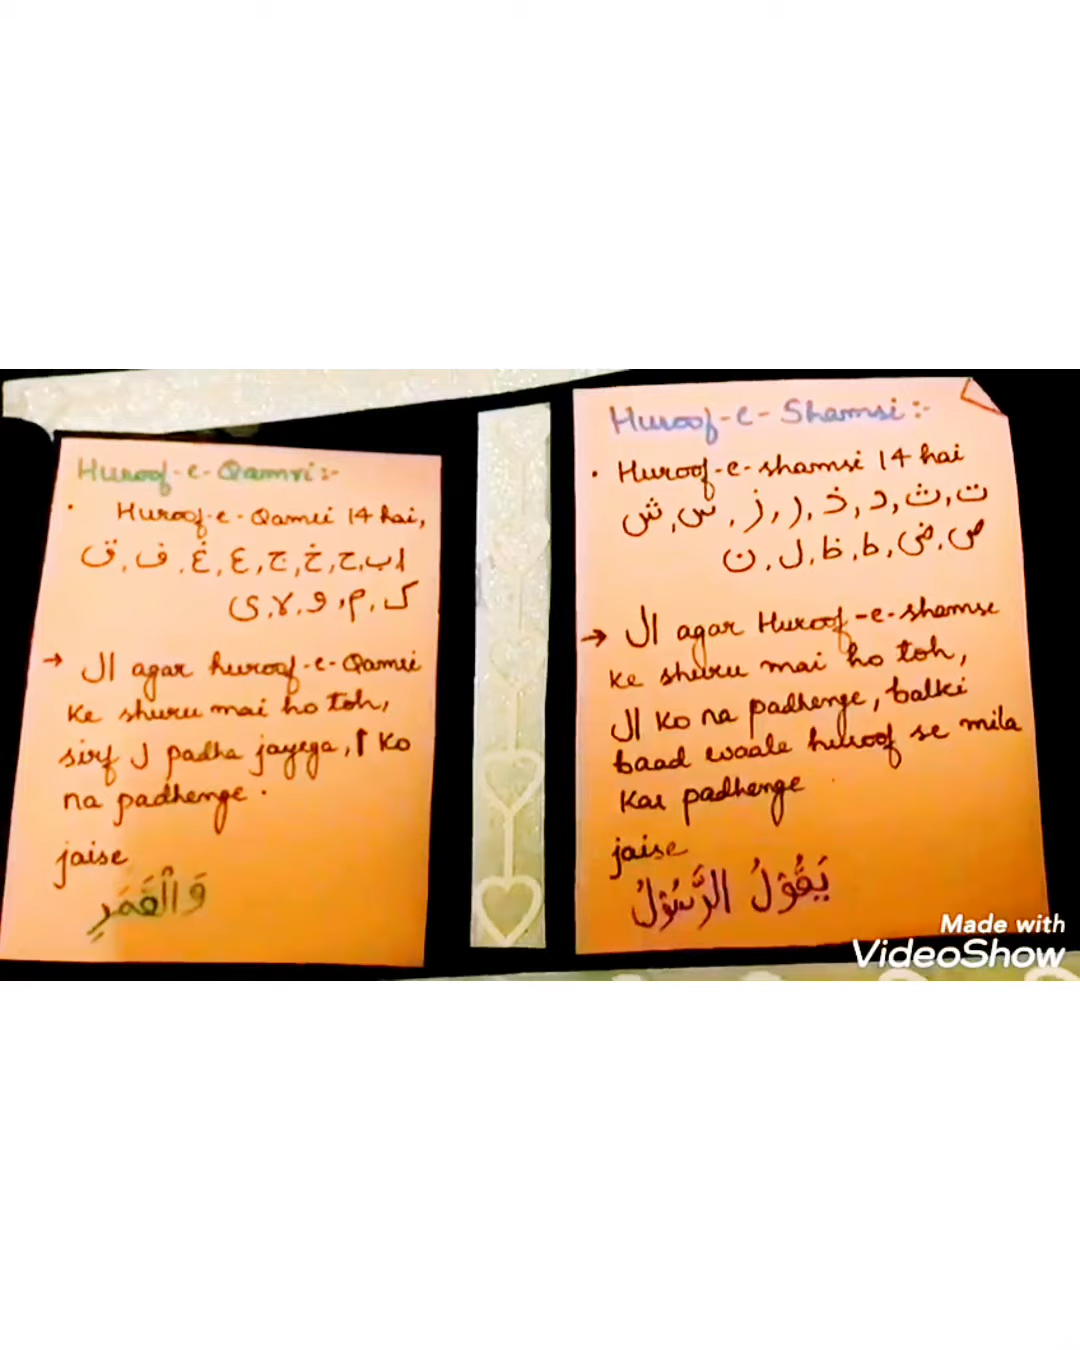 Huroof-e-Qamri:-
• Huroof-e-Qamri 14 hai,
ا,ب,ح,خ,ج,ع,غ,ف,ق
ک,م,و,لا,ی
→ ال agar huroof-e-Qamri
ke shuru mai ho toh,
sirf ل padha jayega, ا ko
na padhenge.
jaise
وَالْقَمَرِ
Huroof-e-Shamsi:-
• Huroof-e-shamsi 14 hai
ت,ث,د,ذ,ر,ز,س,ش
ص,ض,ط,ظ,ل,ن
→ ال agar Huroof-e-shamse
ke shuru mai ho toh,
ال ko na padhenge, balki
baad waale huroof se mila
kar padhenge
jaise
يَقُوْلُ الرَّسُوْلُ
Made with
VideoShow